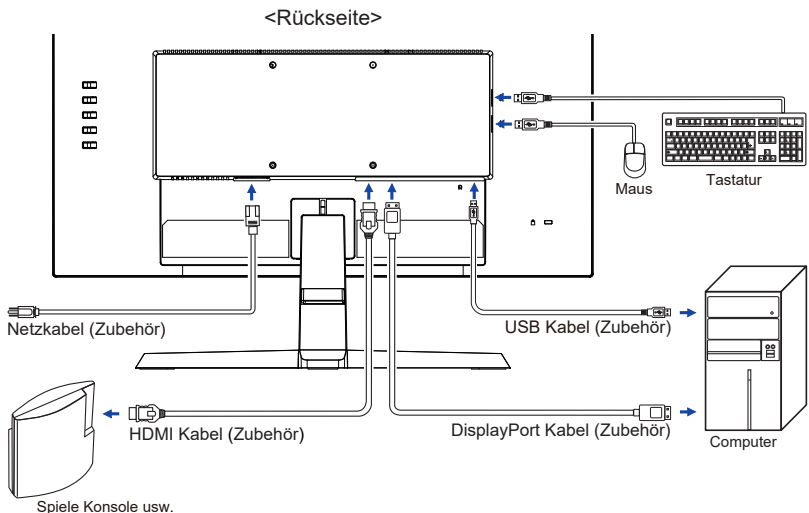 <Rückseite>
Maus
Tastatur
Netzkabel (Zubehör)
USB Kabel (Zubehör)
HDMI Kabel (Zubehör)
DisplayPort Kabel (Zubehör)
Computer
Spiele Konsole usw.